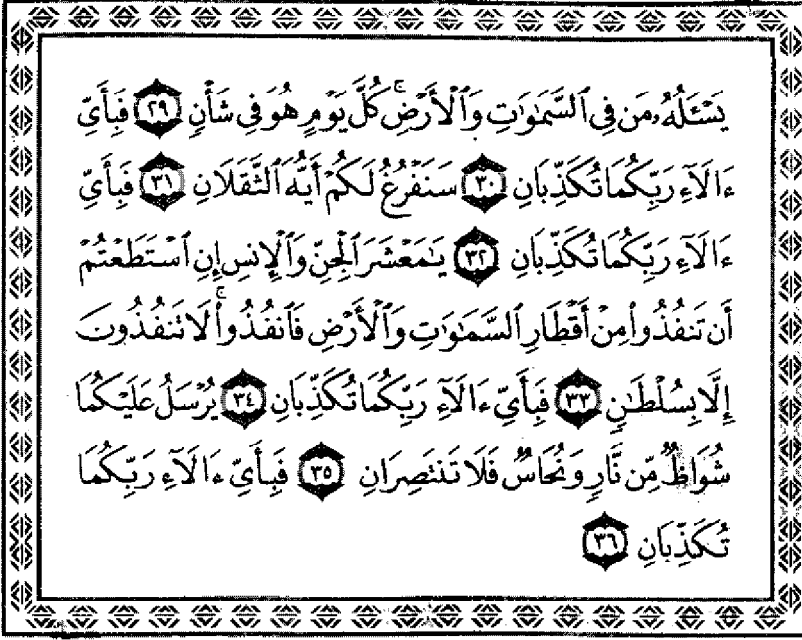 يَسْـَٔلُهُۥ مَن فِى ٱلسَّمَٰوَٰتِ وَٱلْأَرْضِ ۚ كُلَّ يَوْمٍ هُوَ فِى شَأْنٍ ٢٩ فَبِأَىِّ
ءَالَآءِ رَبِّكُمَا تُكَذِّبَانِ ٣٠ سَنَفْرُغُ لَكُمْ أَيُّهَ ٱلثَّقَلَانِ ٣١ فَبِأَىِّ
ءَالَآءِ رَبِّكُمَا تُكَذِّبَانِ ٣٢ يَٰمَعْشَرَ ٱلْجِنِّ وَٱلْإِنسِ إِنِ ٱسْتَطَعْتُمْ
أَن تَنفُذُوا۟ مِنْ أَقْطَارِ ٱلسَّمَٰوَٰتِ وَٱلْأَرْضِ فَٱنفُذُوا۟ ۚ لَا تَنفُذُونَ
إِلَّا بِسُلْطَٰنٍ ٣٣ فَبِأَىِّ ءَالَآءِ رَبِّكُمَا تُكَذِّبَانِ ٣٤ يُرْسَلُ عَلَيْكُمَا
شُوَاظٌ مِّن نَّارٍ وَنُحَاسٌ فَلَا تَنتَصِرَانِ ٣٥ فَبِأَىِّ ءَالَآءِ رَبِّكُمَا
تُكَذِّبَانِ ٣٦